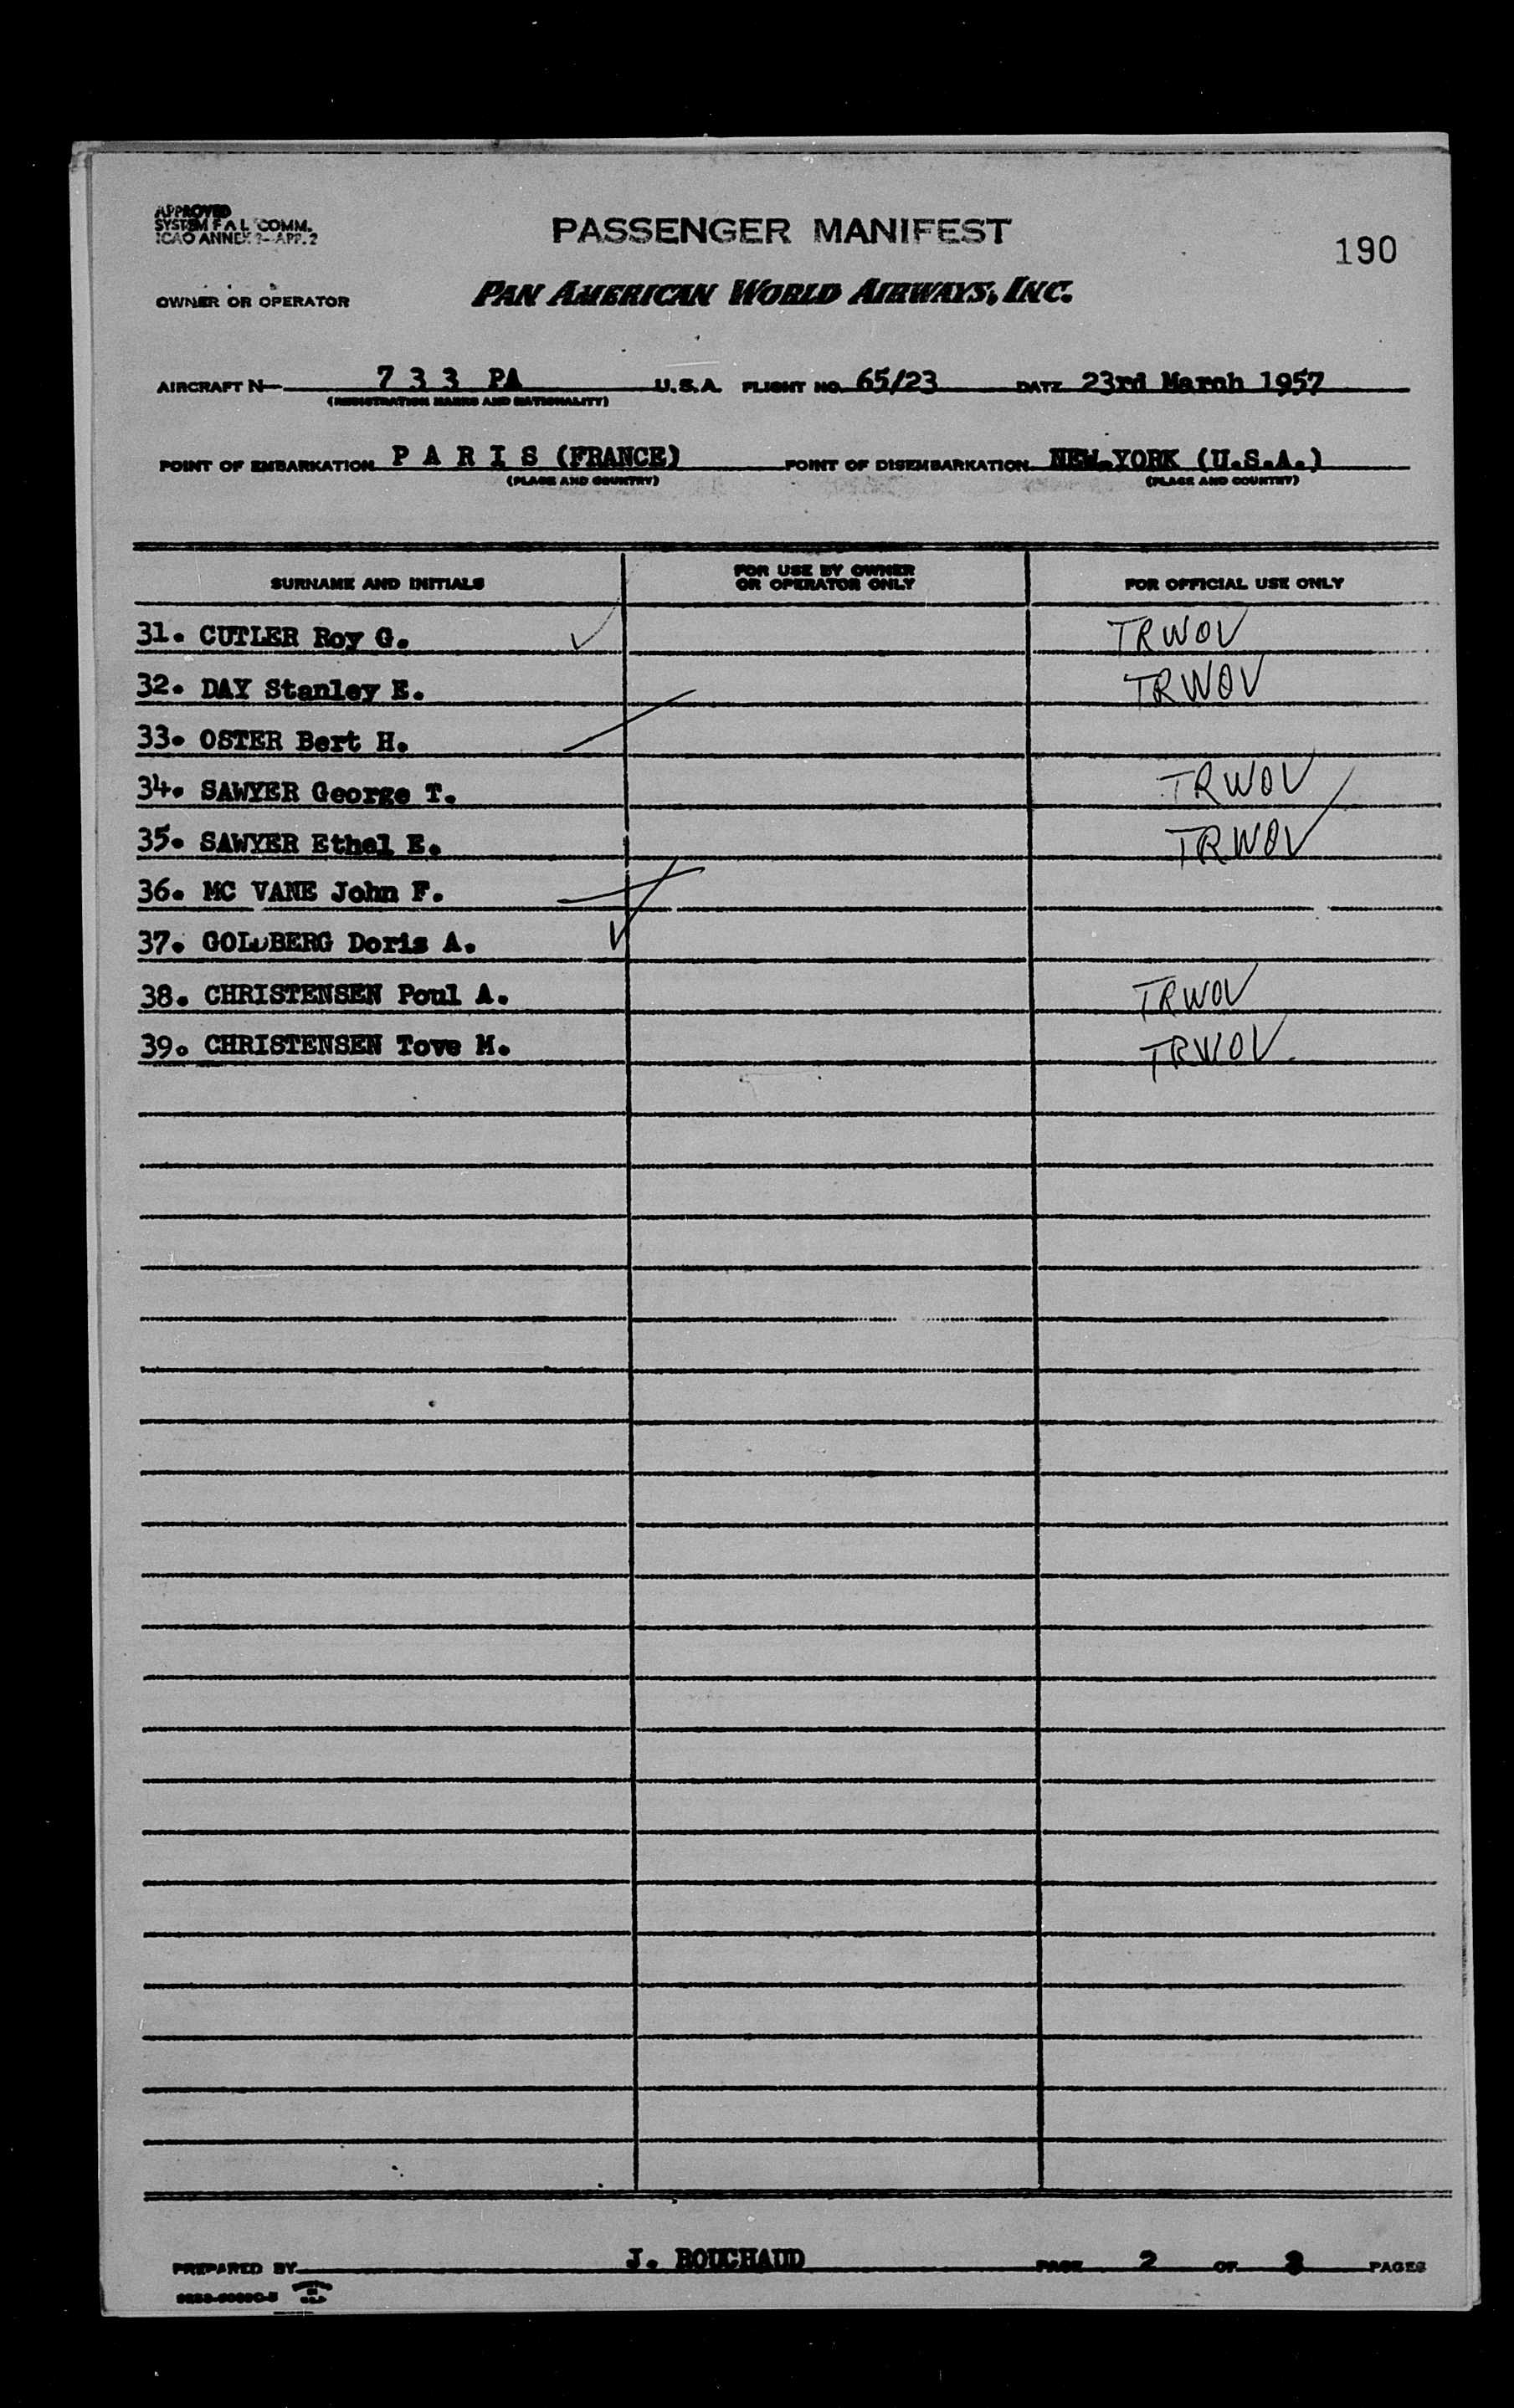 APPROVED
SYSTEM F A L COMM.
ICAO ANNEX 9-APP. 2
PASSENGER MANIFEST
190
OWNER OR OPERATOR PAN AMERICAN WORLD AIRWAYS, INC.
AIRCRAFT N- 7 3 3 PA U.S.A. FLIGHT NO. 65/23 DATE 23rd March 1957
(REGISTRATION MARKS AND NATIONALITY)
POINT OF EMBARKATION P A R I S (FRANCE) POINT OF DISEMBARKATION NEW.YORK (U.S.A.)
(PLACE AND COUNTRY) (PLACE AND COUNTRY)
SURNAME AND INITIALS FOR USE BY OWNER OR OPERATOR ONLY FOR OFFICIAL USE ONLY
31. CUTLER Roy G. TRWOV
32. DAY Stanley E. TRWOV
33. OSTER Bert H.
34. SAWYER George T. TRWOV
35. SAWYER Ethel E. TRWOV
36. MC VANE John F.
37. GOLDBERG Doris A.
38. CHRISTENSEN Poul A. TRWOV
39. CHRISTENSEN Tove M. TRWOV
PREPARED BY J. BOUCHAUD PAGE 2 OF PAGES